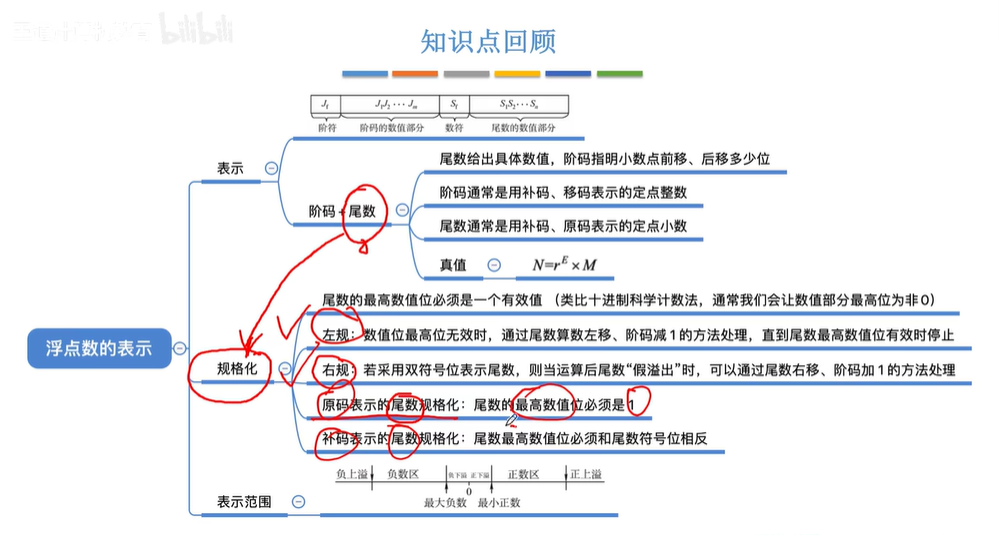 bilibili
知识点回顾
J_f J_1J_2⋯J_m S_f S_1S_2⋯S_n
阶符 阶码的数值部分 数符 尾数的数值部分
表示
尾数给出具体数值，阶码指明小数点前移、后移多少位
阶码通常是用补码、移码表示的定点整数
阶码+尾数
尾数通常是用补码、原码表示的定点小数
真值 N=r^E×M
浮点数的表示
规格化
尾数的最高数值位必须是一个有效值 （类比十进制科学计数法，通常我们会让数值部分最高位为非0）
左规：数值位最高位无效时，通过尾数算数左移、阶码减1的方法处理，直到尾数最高数值位有效时停止
右规：若采用双符号位表示尾数，则当运算后尾数“假溢出”时，可以通过尾数右移、阶码加1的方法处理
原码表示的尾数规格化：尾数的最高数值位必须是1
补码表示的尾数规格化：尾数最高数值位必须和尾数符号位相反
表示范围
负上溢 负数区 负下溢 正下溢 正数区 正上溢
0
最大负数 最小正数